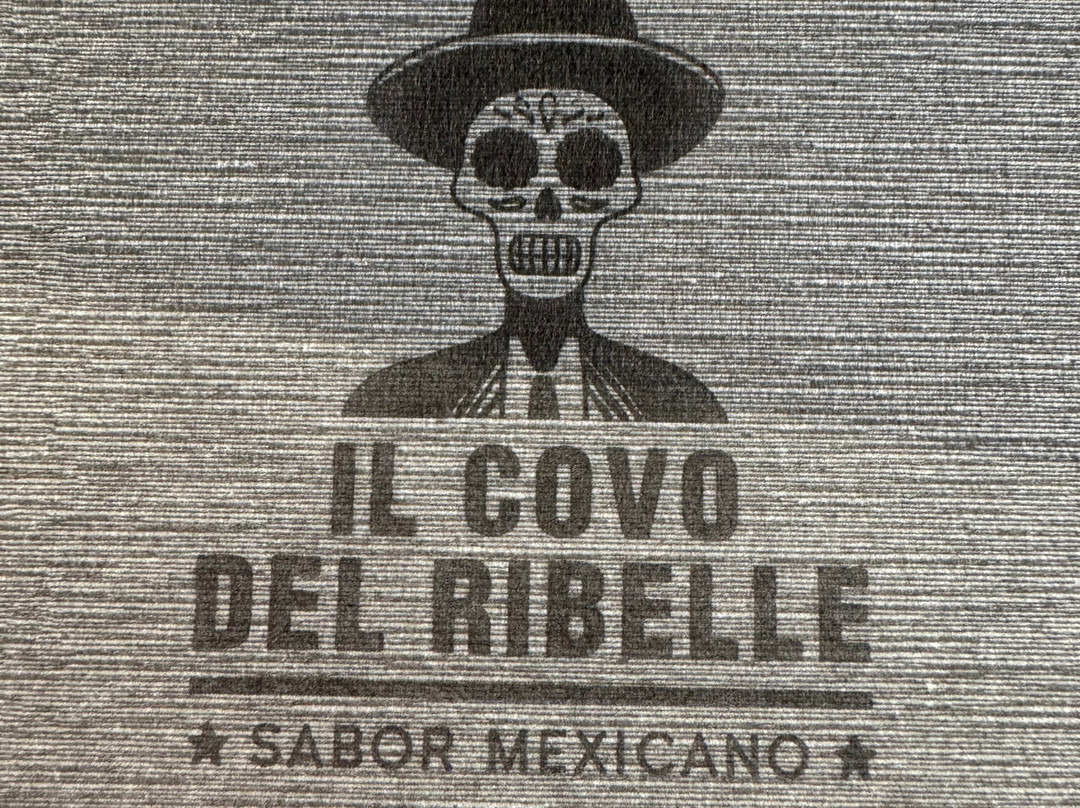 IL COVO
DEL RIBELLE
★ SABOR MEXICANO ★